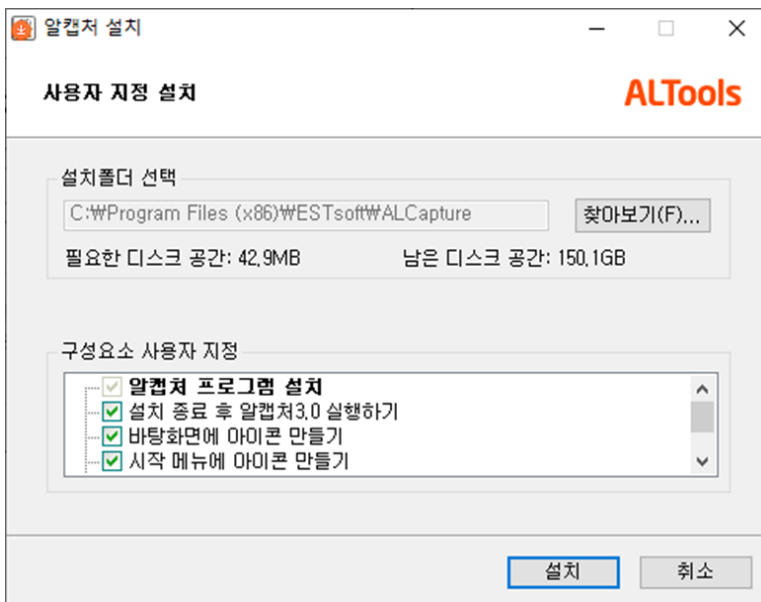 알캡처 설치
사용자 지정 설치
ALTools
설치폴더 선택
C:₩Program Files (x86)₩ESTsoft₩ALCapture
찾아보기(F)...
필요한 디스크 공간: 42,9MB 남은 디스크 공간: 150,1GB
구성요소 사용자 지정
알캡처 프로그램 설치
설치 종료 후 알캡처3,0 실행하기
바탕화면에 아이콘 만들기
시작 메뉴에 아이콘 만들기
설치 취소